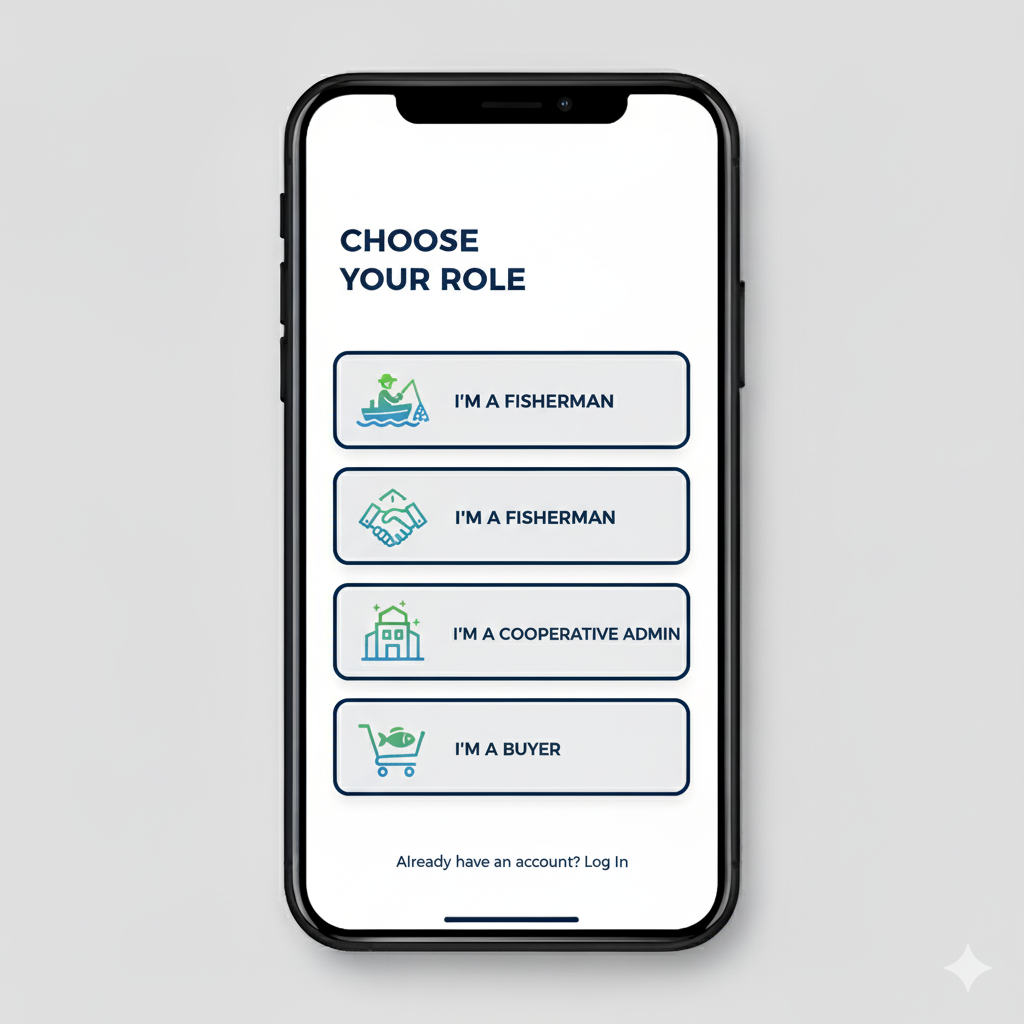 CHOOSE
YOUR ROLE
I'M A FISHERMAN
I'M A FISHERMAN
I'M A COOPERATIVE ADMIN
I'M A BUYER
Already have an account? Log In